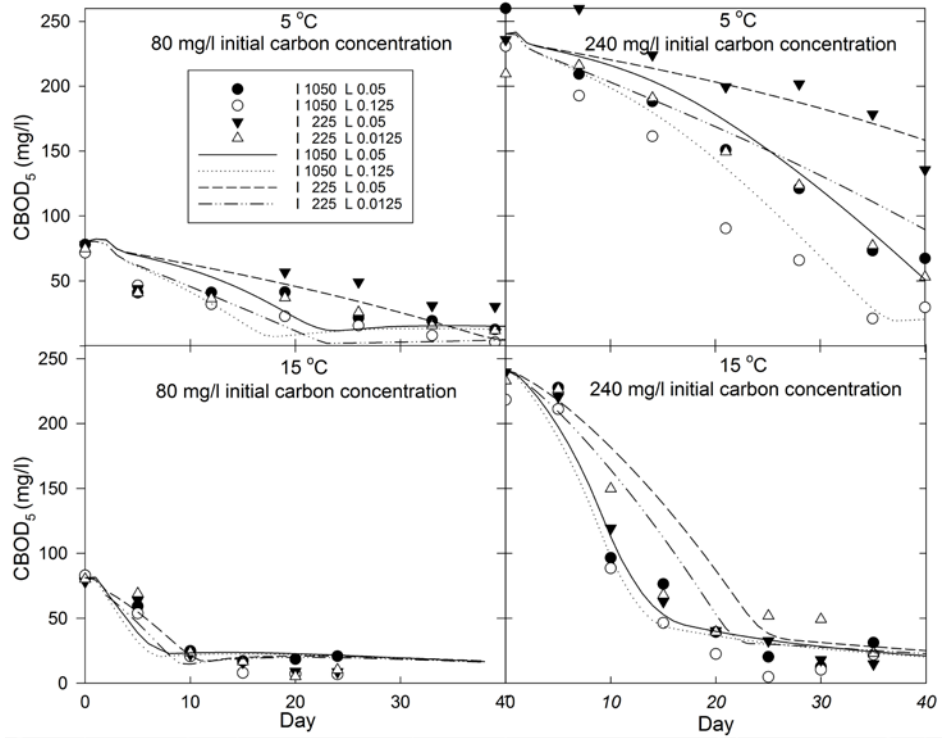 5 °C
80 mg/l initial carbon concentration
I 1050 L 0.05
I 1050 L 0.125
I 225 L 0.05
I 225 L 0.0125
I 1050 L 0.05
I 1050 L 0.125
I 225 L 0.05
I 225 L 0.0125
250
200
150
100
50
CBOD5 (mg/l)
5 °C
240 mg/l initial carbon concentration
15 °C
80 mg/l initial carbon concentration
250
200
150
100
50
0
CBOD5 (mg/l)
0 10 20 30 40
Day
15 °C
240 mg/l initial carbon concentration
0 10 20 30 40
Day